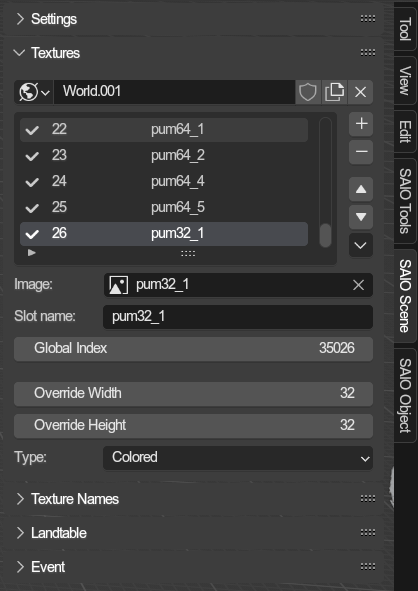 Settings
Textures
World.001
22 pum64_1
23 pum64_2
24 pum64_4
25 pum64_5
26 pum32_1
Image: pum32_1
Slot name: pum32_1
Global Index 35026
Override Width 32
Override Height 32
Type: Colored
Texture Names
Landtable
Event
Tool
View
Edit
SAIO Tools
SAIO Scene
SAIO Object